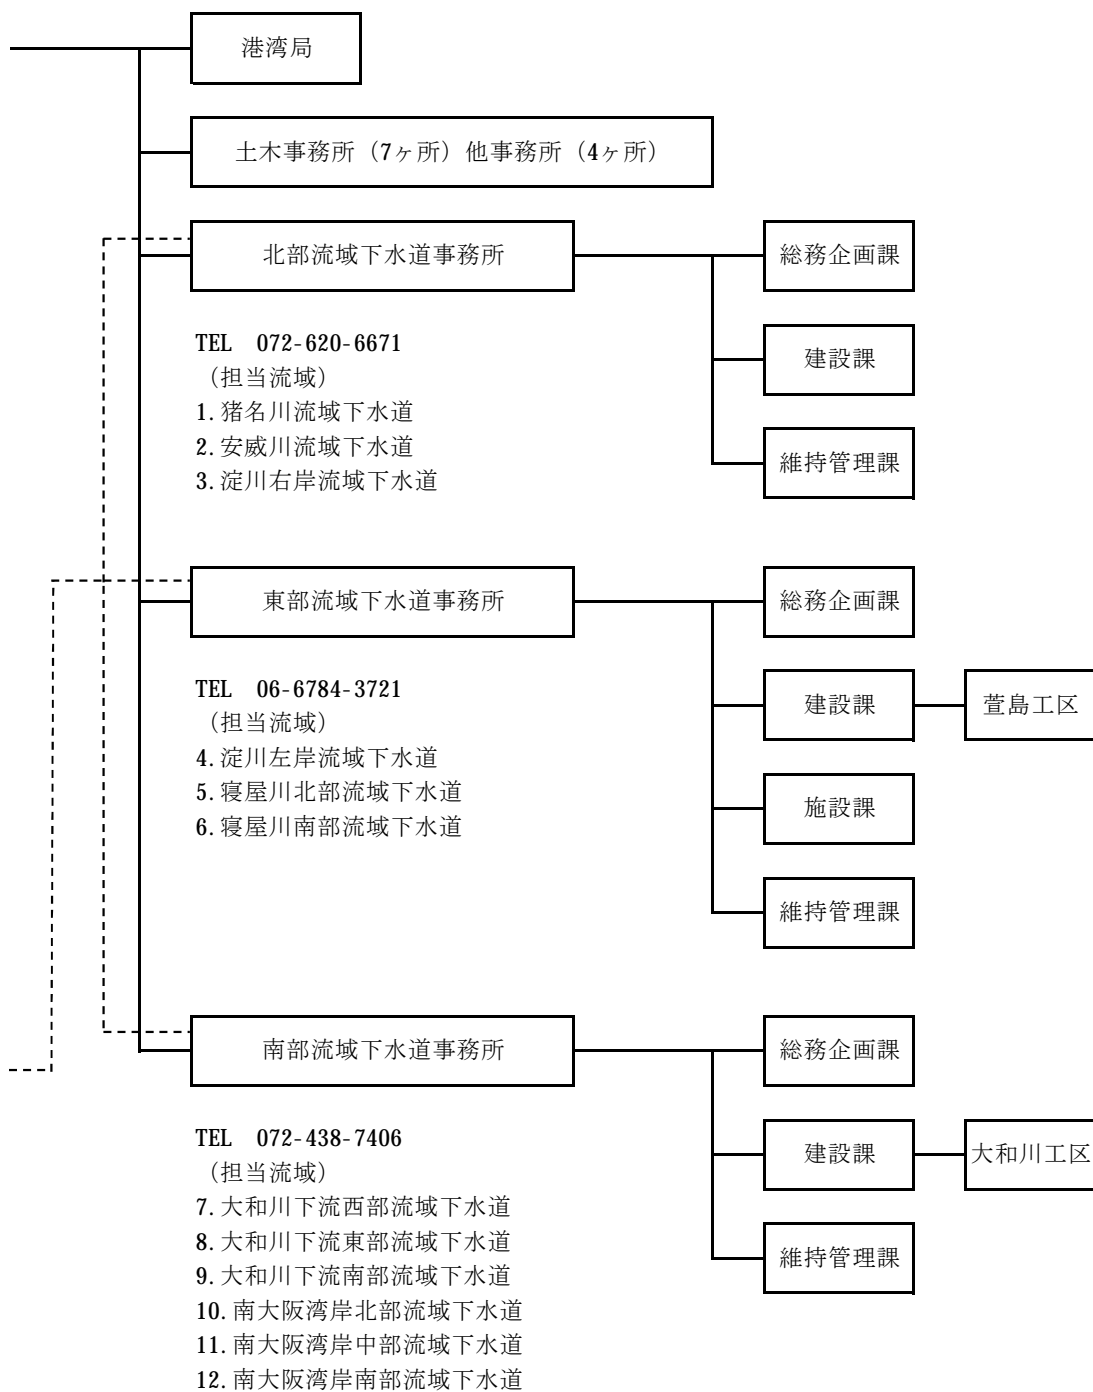 港湾局
土木事務所（7ヶ所）他事務所（4ヶ所）
北部流域下水道事務所
総務企画課
建設課
維持管理課
TEL 072-620-6671
（担当流域）
1.猪名川流域下水道
2.安威川流域下水道
3.淀川右岸流域下水道
東部流域下水道事務所
総務企画課
建設課
萱島工区
施設課
維持管理課
TEL 06-6784-3721
（担当流域）
4.淀川左岸流域下水道
5.寝屋川北部流域下水道
6.寝屋川南部流域下水道
南部流域下水道事務所
総務企画課
建設課
大和川工区
維持管理課
TEL 072-438-7406
（担当流域）
7.大和川下流西部流域下水道
8.大和川下流東部流域下水道
9.大和川下流南部流域下水道
10.南大阪湾岸北部流域下水道
11.南大阪湾岸中部流域下水道
12.南大阪湾岸南部流域下水道